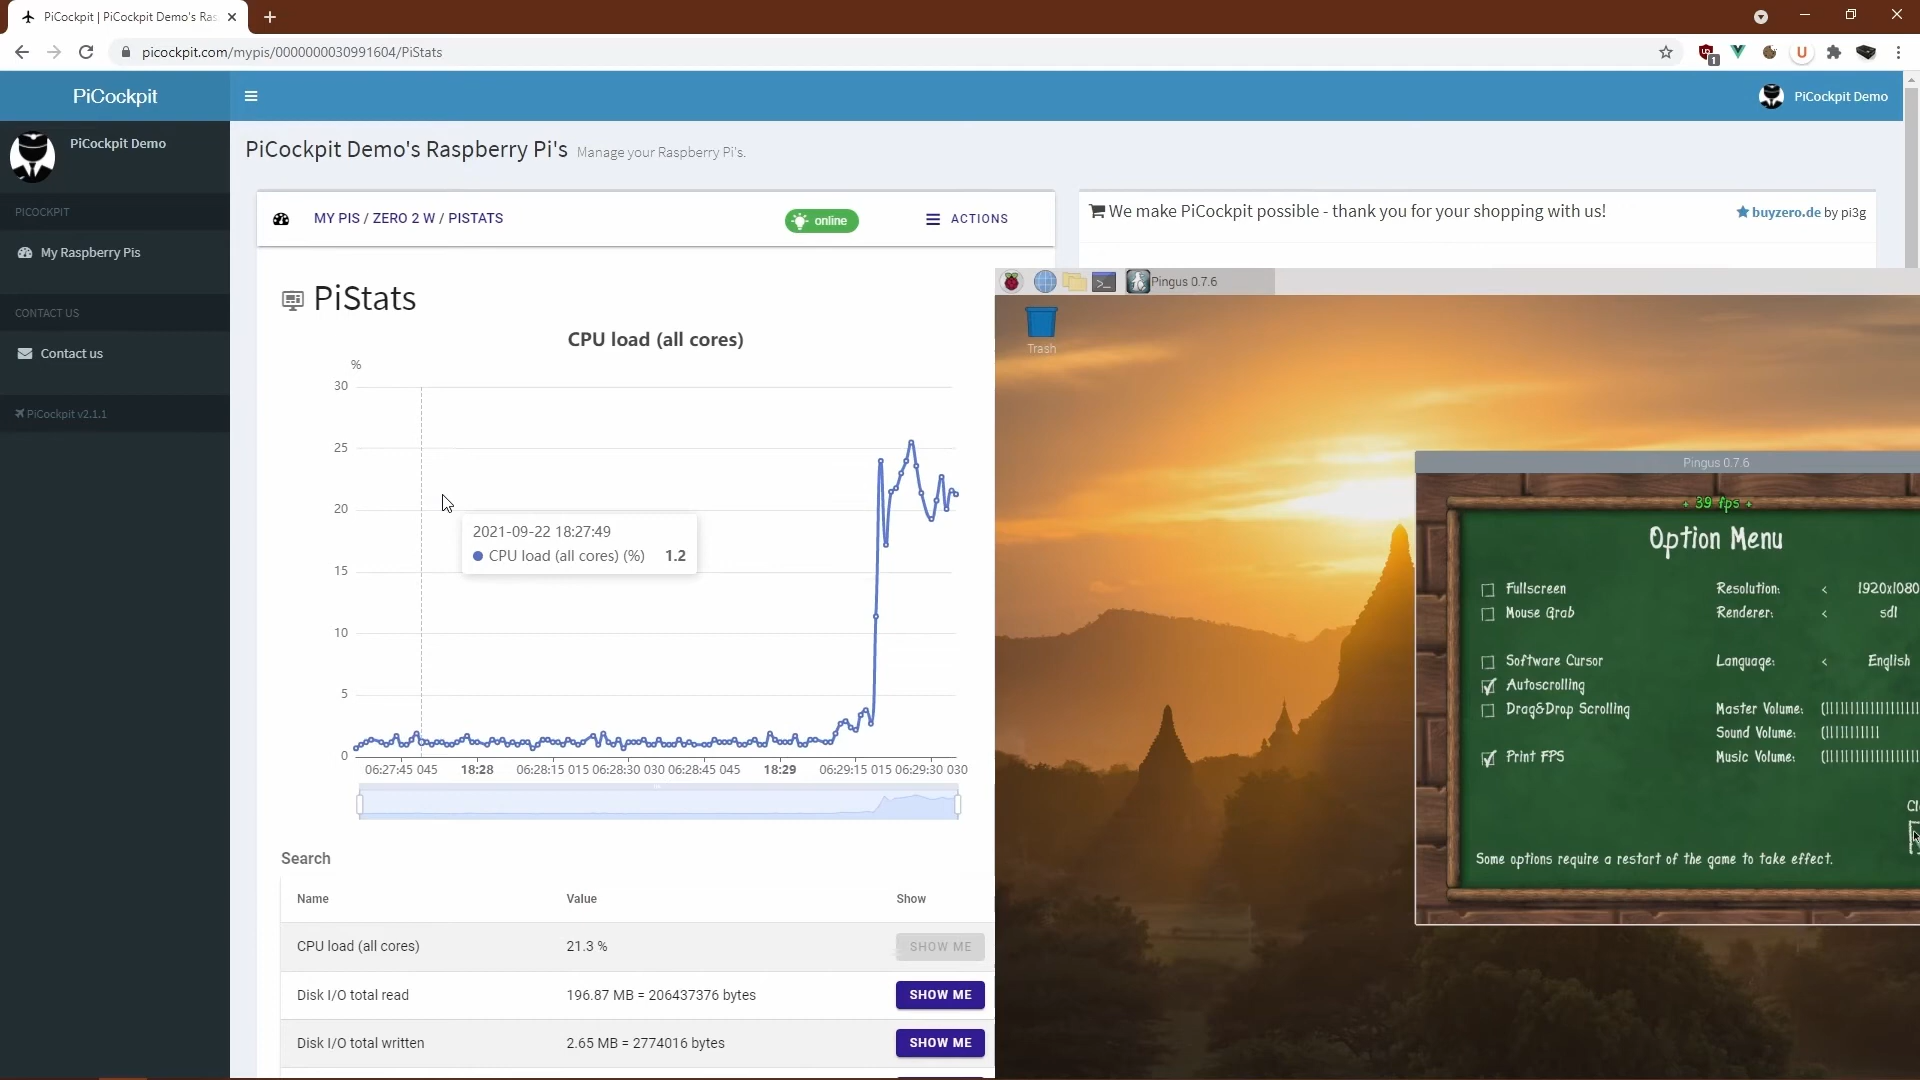 PiCockpit | PiCockpit Demo's Ras
picockpit.com/mypis/0000000030991604/PiStats
1
U
PiCockpit
PiCockpit Demo
PiCockpit Demo
PiCockpit Demo's Raspberry Pi's Manage your Raspberry Pi's.
PICOCKPIT
My Raspberry Pis
CONTACT US
Contact us
PiCockpit v2.1.1
MY PIS / ZERO 2 W / PISTATS
online
ACTIONS
We make PiCockpit possible - thank you for your shopping with us!
buyzero.de by pi3g
PiStats
CPU load (all cores)
%
30
25
20
15
10
5
0
2021-09-22 18:27:49
CPU load (all cores) (%) 1.2
06:27:45 045 18:28 06:28:15 015 06:28:30 030 06:28:45 045 18:29 06:29:15 015 06:29:30 030
Search
Name Value Show
CPU load (all cores) 21.3 % SHOW ME
Disk I/O total read 196.87 MB = 206437376 bytes SHOW ME
Disk I/O total written 2.65 MB = 2774016 bytes SHOW ME
Pingus 0.7.6
Trash
Pingus 0.7.6
+ 39 fps +
Option Menu
Fullscreen Resolution: < 1920x1080
Mouse Grab Renderer: < sdl
Software Cursor Language: < English
Autoscrolling
Drag&Drop Scrolling Master Volume:
Sound Volume:
Print FPS Music Volume:
Some options require a restart of the game to take effect.